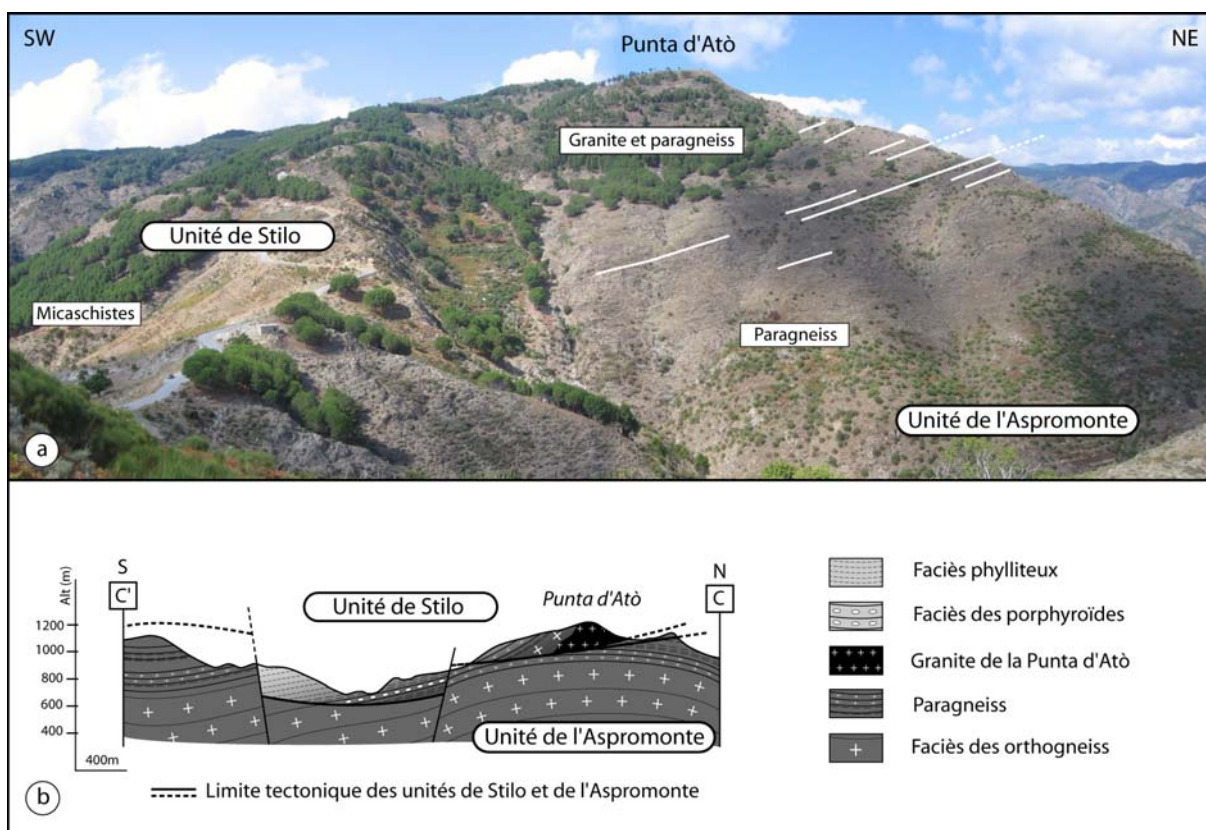 SW
Punta d'Atò
NE
Granite et paragneiss
Unité de Stilo
Micaschistes
Paragneiss
Unité de l'Aspromonte
a
S
N
C'
C
Alt (m)
Unité de Stilo
Punta d'Atò
1200
1000
800
600
400
Unité de l'Aspromonte
400m
Limite tectonique des unités de Stilo et de l'Aspromonte
b
Faciès phylliteux
Faciès des porphyroïdes
Granite de la Punta d'Atò
Paragneiss
Faciès des orthogneiss